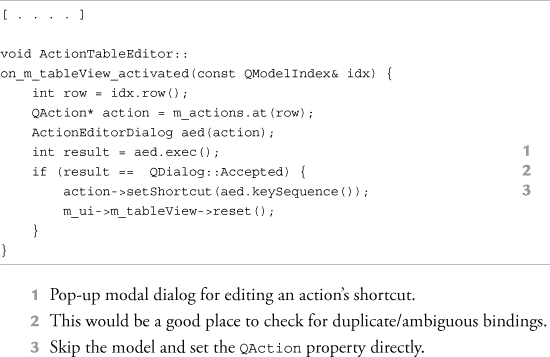 [ . . . . ]
void ActionTableEditor::
on_m_tableView_activated(const QModelIndex& idx) {
    int row = idx.row();
    QAction* action = m_actions.at(row);
    ActionEditorDialog aed(action);
    int result = aed.exec(); 1
    if (result ==  QDialog::Accepted) { 2
        action->setShortcut(aed.keySequence()); 3
        m_ui->m_tableView->reset();
    }
}
1 Pop-up modal dialog for editing an action’s shortcut.
2 This would be a good place to check for duplicate/ambiguous bindings.
3 Skip the model and set the QAction property directly.